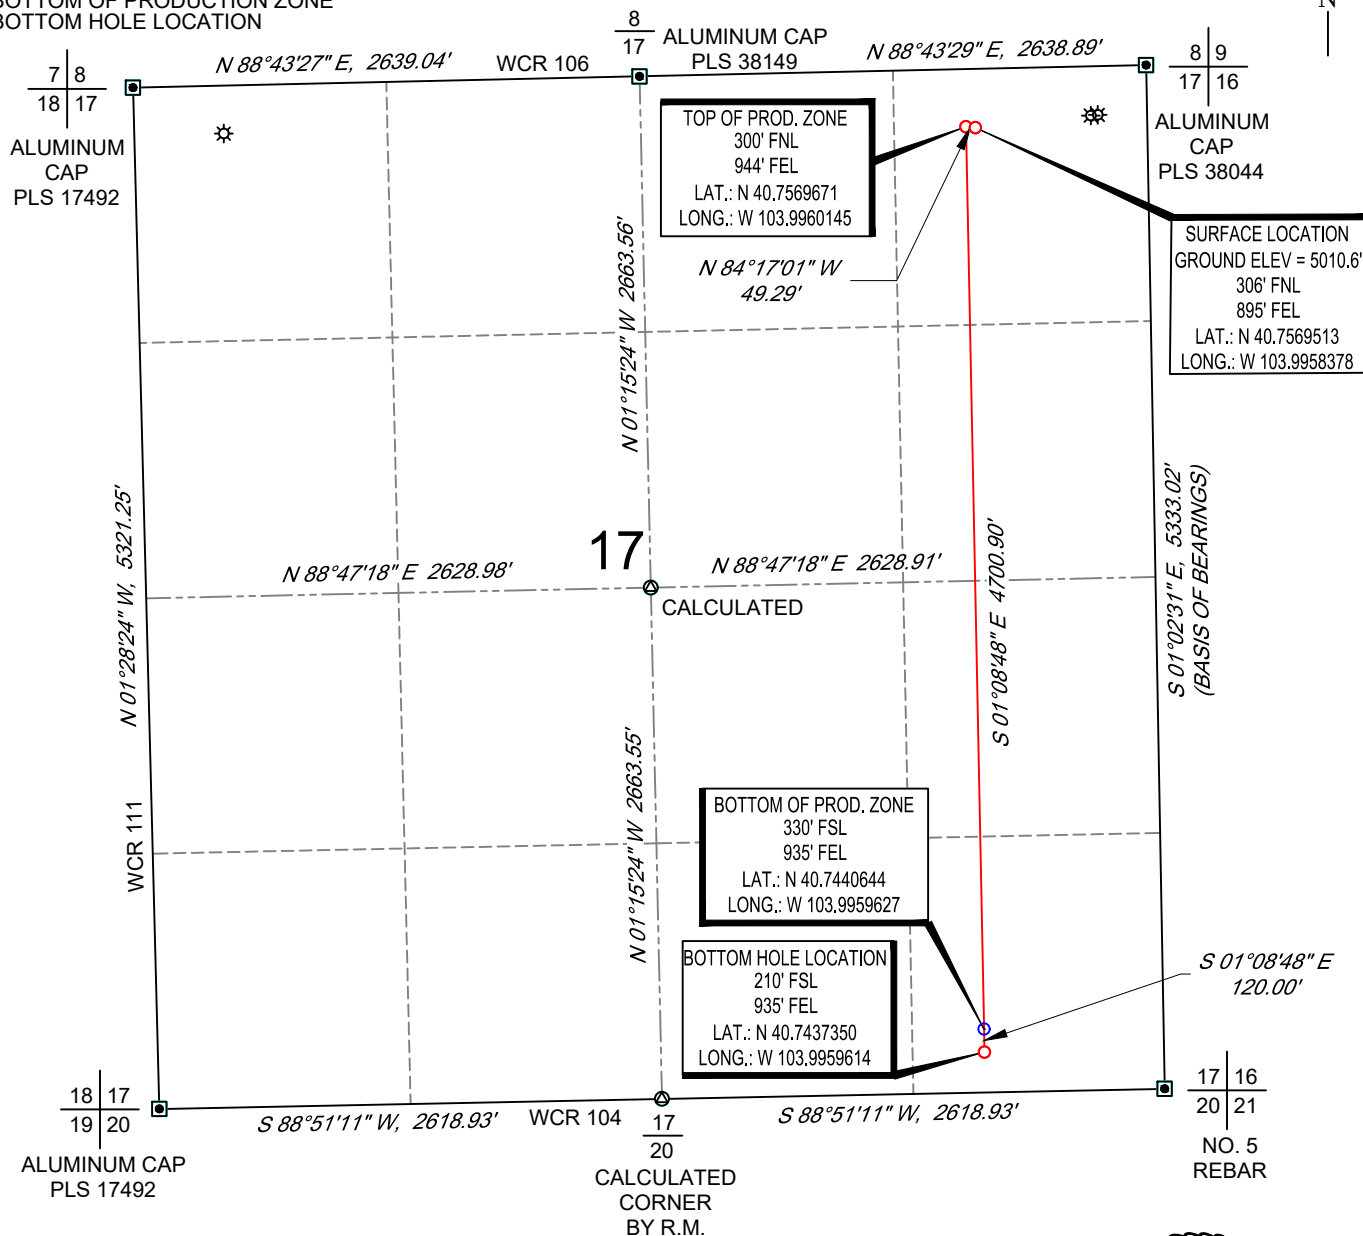 BOTTOM OF PRODUCTION ZONE
BOTTOM HOLE LOCATION
N
8
17
ALUMINUM CAP
PLS 38149
N 88°43'27" E, 2639.04'
WCR 106
N 88°43'29" E, 2638.89'
7 8
18 17
ALUMINUM
CAP
PLS 17492
8 9
17 16
ALUMINUM
CAP
PLS 38044
TOP OF PROD. ZONE
300' FNL
944' FEL
LAT.: N 40.7569671
LONG.: W 103.9960145
N 84°17'01" W
49.29'
SURFACE LOCATION
GROUND ELEV = 5010.6'
306' FNL
895' FEL
LAT.: N 40.7569513
LONG.: W 103.9958378
N 01°15'24" W 2663.56'
N 01°28'24" W, 5321.25'
17
N 88°47'18" E 2628.98'
N 88°47'18" E 2628.91'
CALCULATED
S 01°08'48" E 4700.90'
S 01°02'31" E, 5333.02'
(BASIS OF BEARINGS)
WCR 111
N 01°15'24" W 2663.55'
BOTTOM OF PROD. ZONE
330' FSL
935' FEL
LAT.: N 40.7440644
LONG.: W 103.9959627
BOTTOM HOLE LOCATION
210' FSL
935' FEL
LAT.: N 40.7437350
LONG.: W 103.9959614
S 01°08'48" E
120.00'
18 17
19 20
ALUMINUM CAP
PLS 17492
S 88°51'11" W, 2618.93'
WCR 104
17
20
CALCULATED
CORNER
BY R.M.
S 88°51'11" W, 2618.93'
17 16
20 21
NO. 5
REBAR